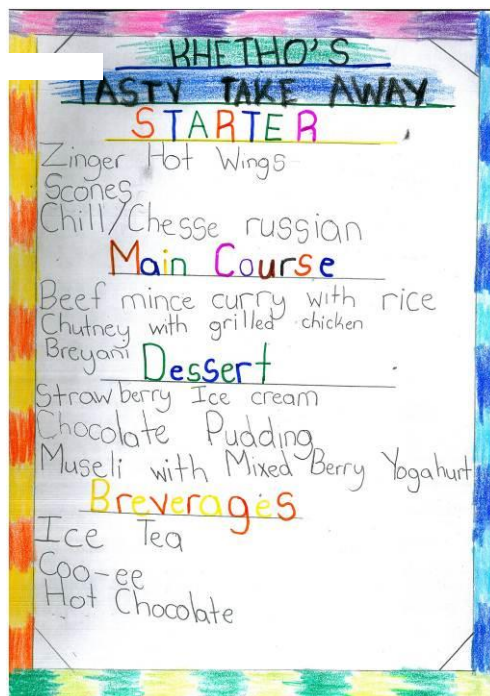 KHETHO'S
TASTY TAKE AWAY
STARTER
Zinger Hot Wings
Scones
Chill/Chesse russian
Main Course
Beef mince curry with rice
Chutney with grilled chicken
Breyani
Dessert
Strawberry Ice cream
Chocolate Pudding
Museli with Mixed Berry Yogahurt
Breverages
Ice Tea
Coo-ee
Hot Chocolate